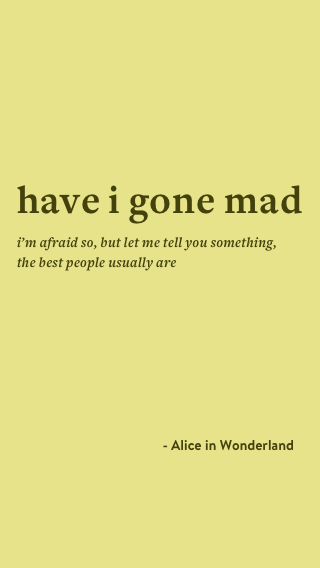 have i gone mad
i’m afraid so, but let me tell you something,
the best people usually are
- Alice in Wonderland